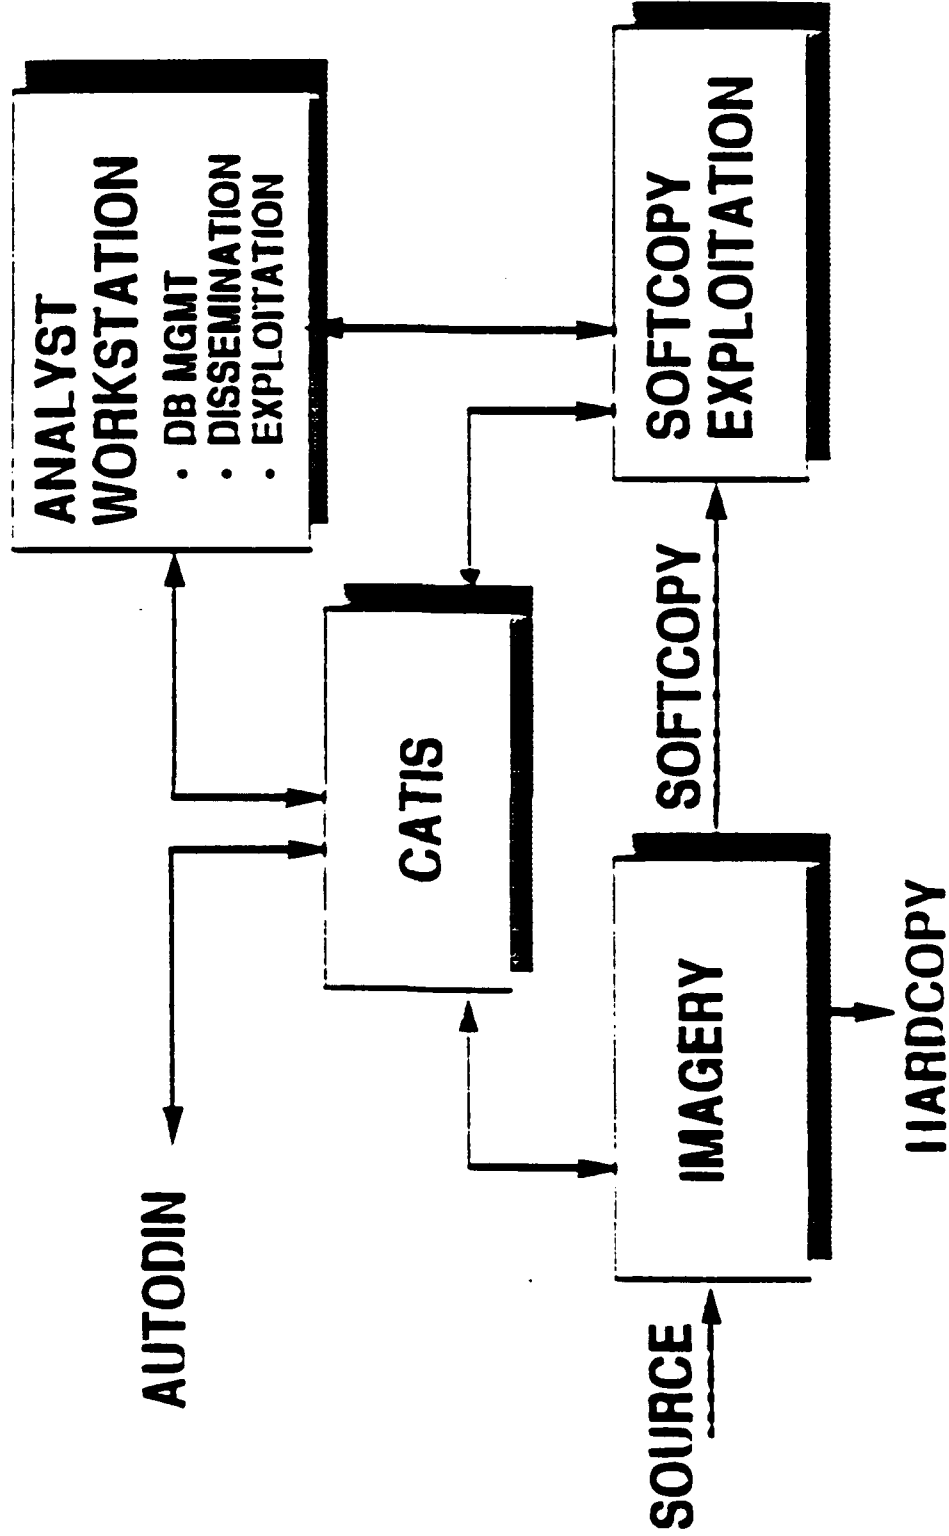 AUTODIN
ANALYST
WORKSTATION
· DB MGMT
· DISSEMINATION
· EXPLOITATION
CATIS
SOURCE
IMAGERY
SOFTCOPY
SOFTCOPY
EXPLOITATION
HARDCOPY